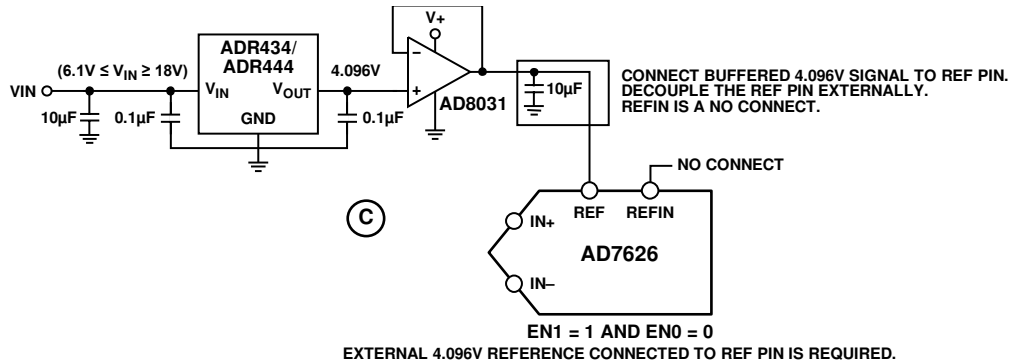 V+
ADR434/
ADR444
(6.1V ≤ VIN ≥ 18V)
4.096V
VIN
VIN
VOUT
GND
−
+
AD8031
10µF
0.1µF
0.1µF
10µF
CONNECT BUFFERED 4.096V SIGNAL TO REF PIN.
DECOUPLE THE REF PIN EXTERNALLY.
REFIN IS A NO CONNECT.
NO CONNECT
C
REF
REFIN
IN+
AD7626
IN−
EN1 = 1 AND EN0 = 0
EXTERNAL 4.096V REFERENCE CONNECTED TO REF PIN IS REQUIRED.